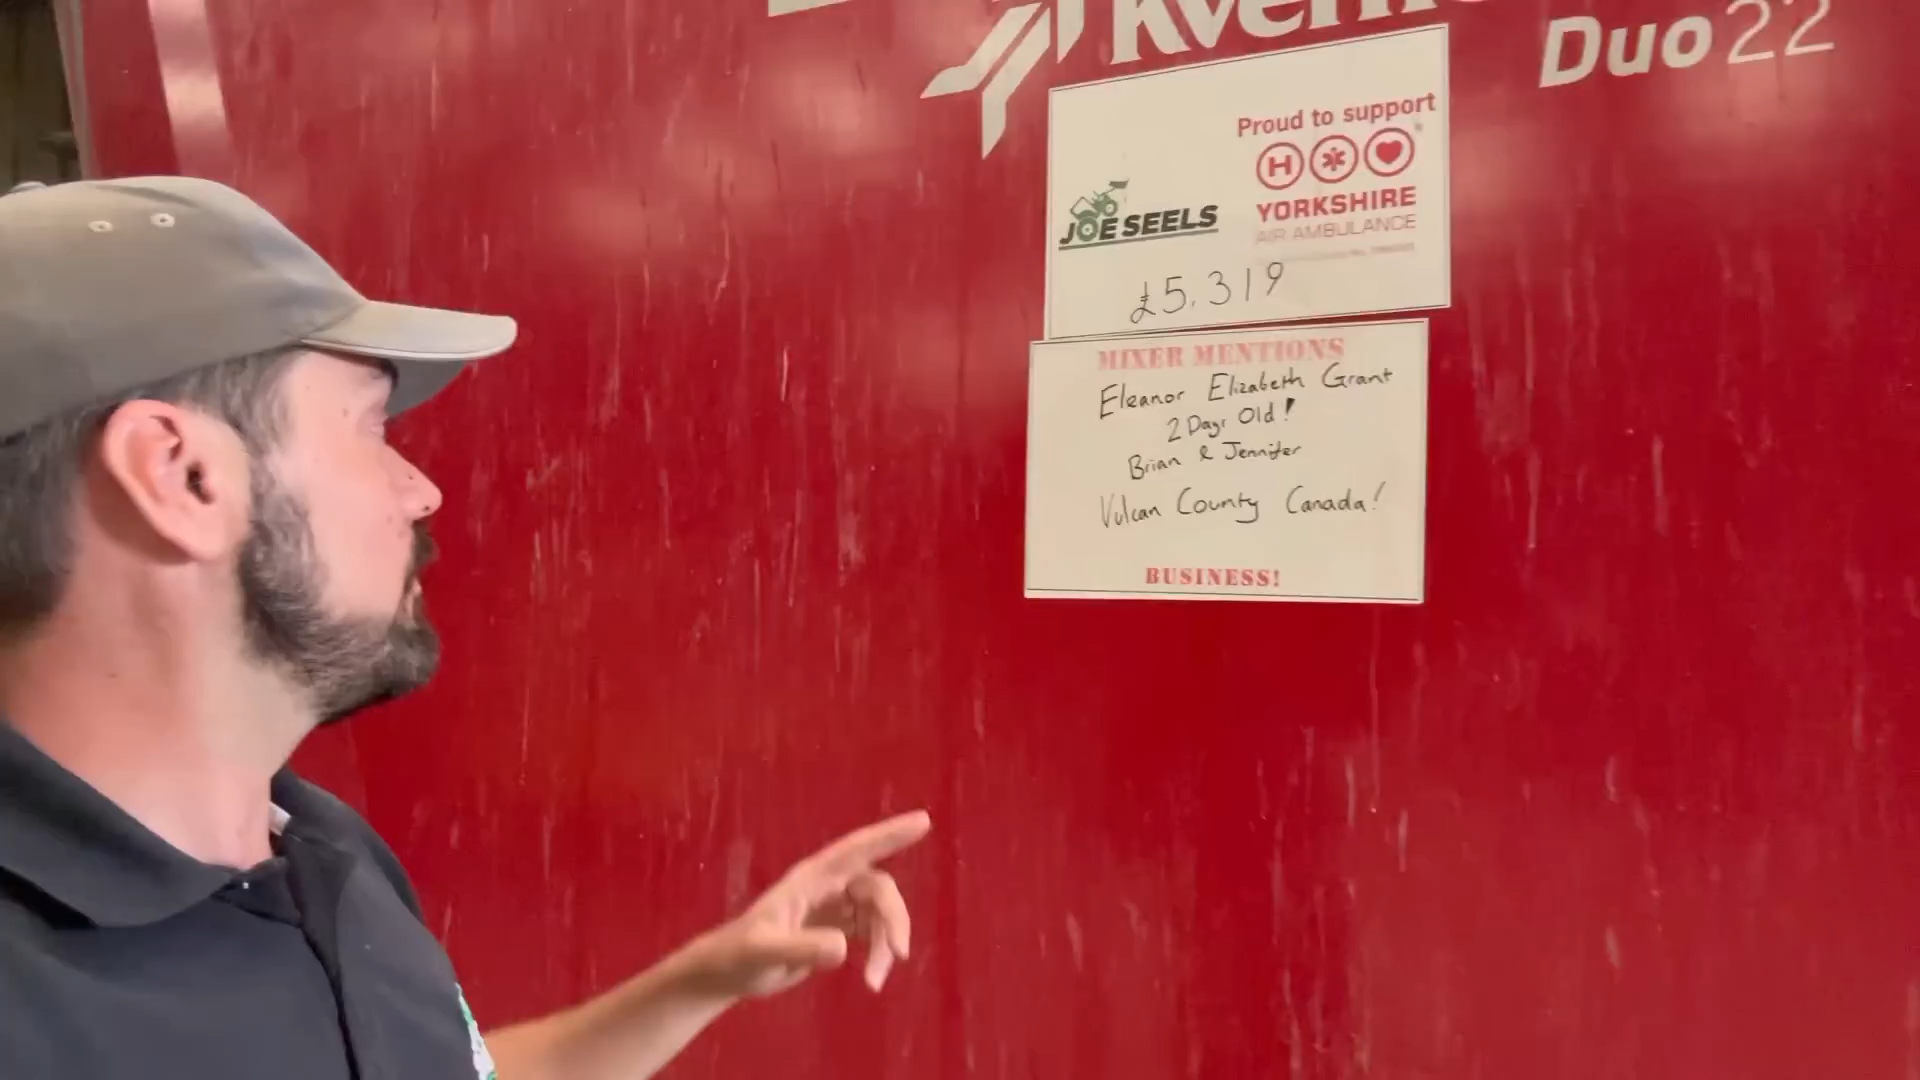 Duo 22
Proud to support
H
YORKSHIRE
AIR AMBULANCE
JOE SEELS
£5.319
MIXER MENTIONS
Eleanor Elizabeth Grant
2 Days Old!
Brian & Jennifer
Vulcan County Canada!
BUSINESS!